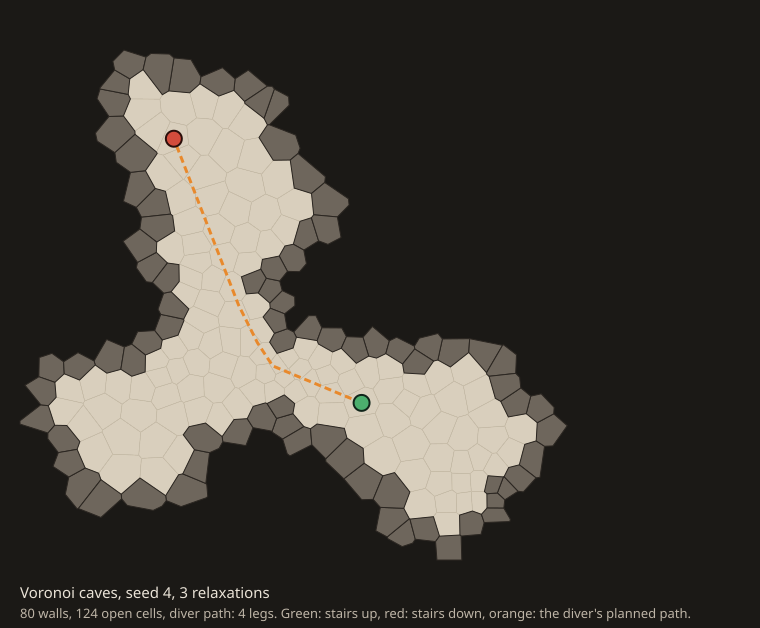 Voronoi caves, seed 4, 3 relaxations
80 walls, 124 open cells, diver path: 4 legs. Green: stairs up, red: stairs down, orange: the diver's planned path.